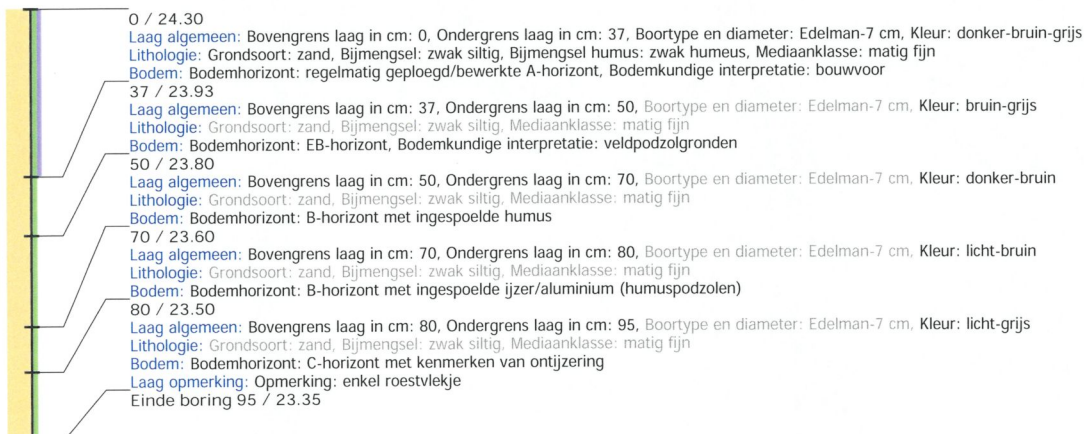 0 / 24.30
Laag algemeen: Bovengrens laag in cm: 0, Ondergrens laag in cm: 37, Boortype en diameter: Edelman-7 cm, Kleur: donker-bruin-grijs
Lithologie: Grondsoort: zand, Bijmengsel: zwak siltig, Bijmengsel humus: zwak humeus, Mediaanklasse: matig fijn
Bodem: Bodemhorizont: regelmatig geploegd/bewerkte A-horizont, Bodemkundige interpretatie: bouwvoor
37 / 23.93
Laag algemeen: Bovengrens laag in cm: 37, Ondergrens laag in cm: 50, Boortype en diameter: Edelman-7 cm, Kleur: bruin-grijs
Lithologie: Grondsoort: zand, Bijmengsel: zwak siltig, Mediaanklasse: matig fijn
Bodem: Bodemhorizont: EB-horizont, Bodemkundige interpretatie: veldpodzolgronden
50 / 23.80
Laag algemeen: Bovengrens laag in cm: 50, Ondergrens laag in cm: 70, Boortype en diameter: Edelman-7 cm, Kleur: donker-bruin
Lithologie: Grondsoort: zand, Bijmengsel: zwak siltig, Mediaanklasse: matig fijn
Bodem: Bodemhorizont: B-horizont met ingespoelde humus
70 / 23.60
Laag algemeen: Bovengrens laag in cm: 70, Ondergrens laag in cm: 80, Boortype en diameter: Edelman-7 cm, Kleur: licht-bruin
Lithologie: Grondsoort: zand, Bijmengsel: zwak siltig, Mediaanklasse: matig fijn
Bodem: Bodemhorizont: B-horizont met ingespoelde ijzer/aluminium (humuspodzolen)
80 / 23.50
Laag algemeen: Bovengrens laag in cm: 80, Ondergrens laag in cm: 95, Boortype en diameter: Edelman-7 cm, Kleur: licht-grijs
Lithologie: Grondsoort: zand, Bijmengsel: zwak siltig, Mediaanklasse: matig fijn
Bodem: Bodemhorizont: C-horizont met kenmerken van ontijzering
Laag opmerking: Opmerking: enkel roestvlekje
Einde boring 95 / 23.35